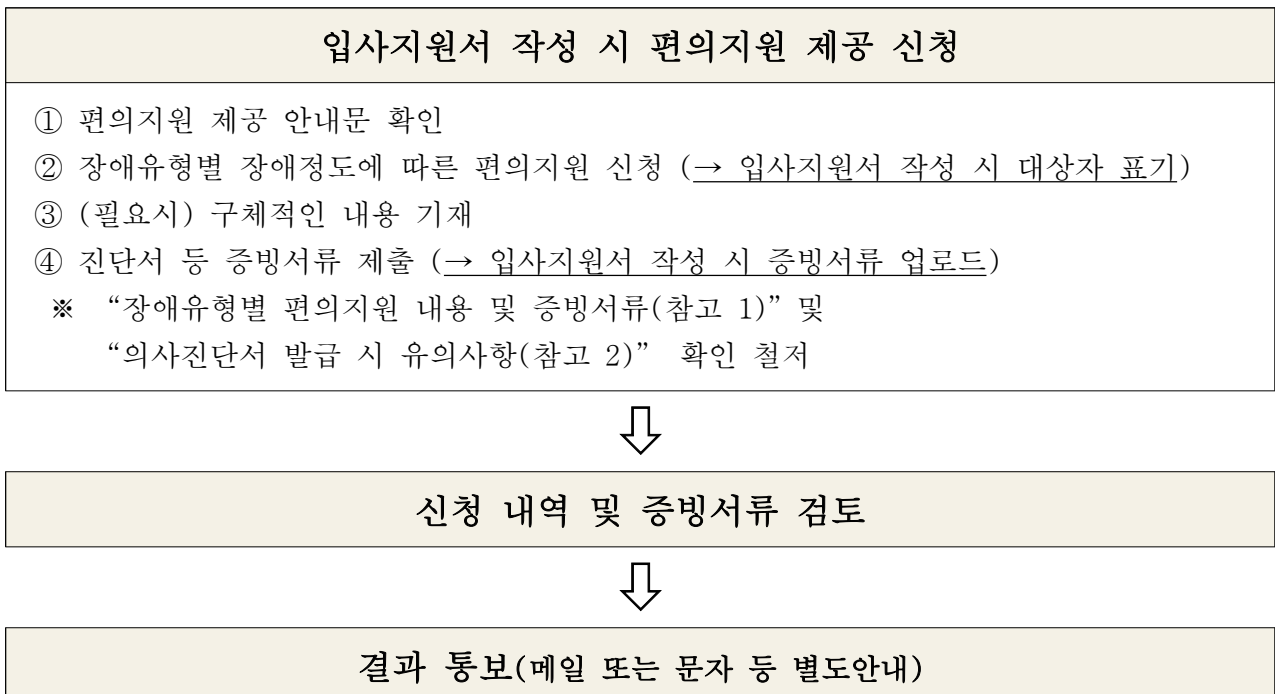 입사지원서 작성 시 편의지원 제공 신청
① 편의지원 제공 안내문 확인
② 장애유형별 장애정도에 따른 편의지원 신청 (→ 입사지원서 작성 시 대상자 표기)
③ (필요시) 구체적인 내용 기재
④ 진단서 등 증빙서류 제출 (→ 입사지원서 작성 시 증빙서류 업로드)
※ “장애유형별 편의지원 내용 및 증빙서류(참고 1)” 및
“의사진단서 발급 시 유의사항(참고 2)” 확인 철저
신청 내역 및 증빙서류 검토
결과 통보(메일 또는 문자 등 별도안내)